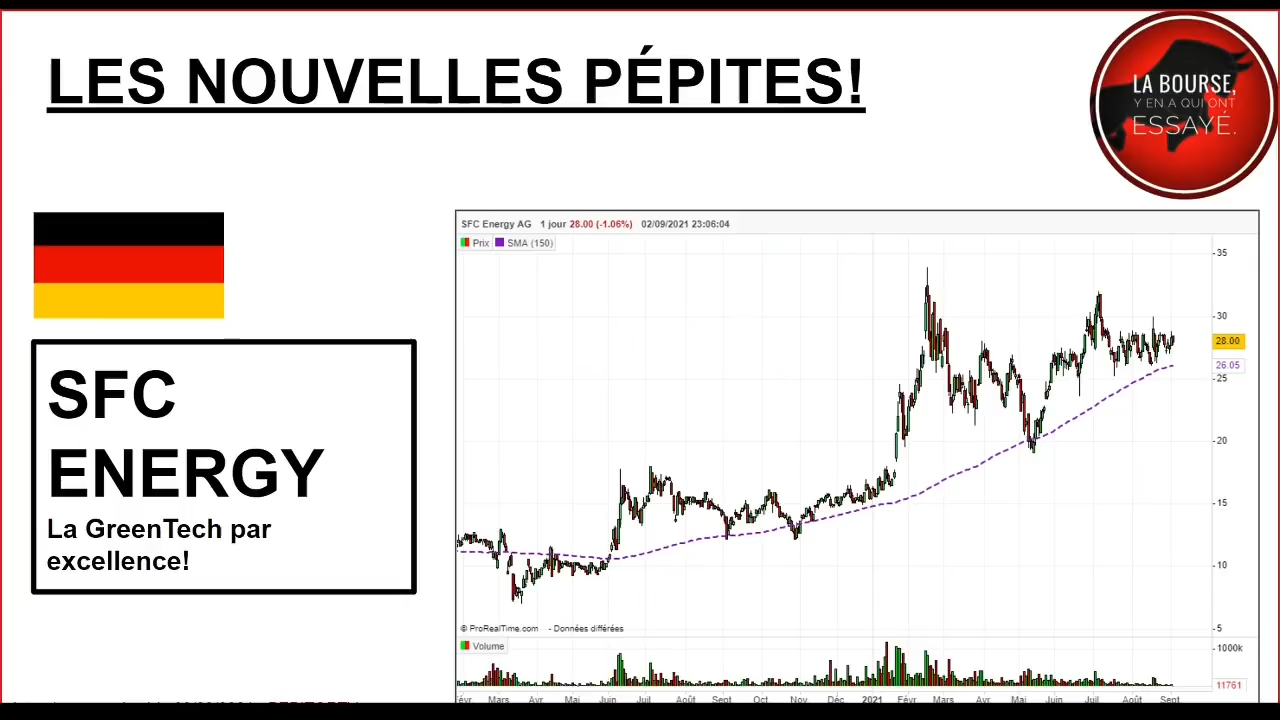 LES NOUVELLES PÉPITES!
LA BOURSE,
Y EN A QUI ONT
ESSAYÉ.
SFC
ENERGY
La GreenTech par
excellence!
SFC Energy AG 1 jour 28.00 (-1.06%) 02/09/2021 23:06:04
Prix SMA (150)
35
30
28.00
26.05
25
20
15
10
5
© ProRealTime.com - Données différées
Volume
1000k
11761
Mars Avr. Mai Juin Juil Août Sept Oct. Nov. Déc 2021 Févr Mars Avr. Mai Juin Juil Août Sept